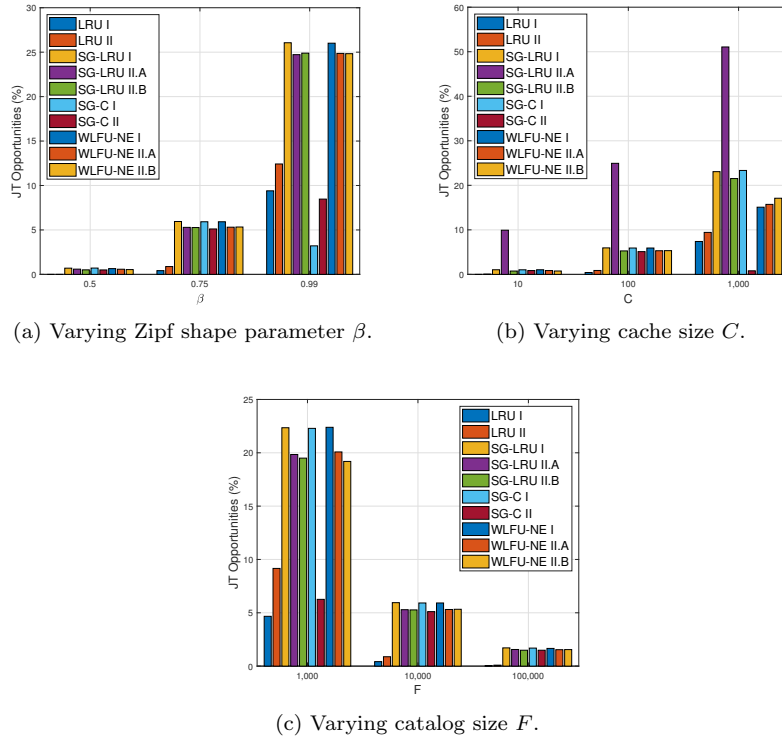 30
25
20
15
10
5
0
JT Opportunities (%)
LRU I
LRU II
SG-LRU I
SG-LRU II.A
SG-LRU II.B
SG-C I
SG-C II
WLFU-NE I
WLFU-NE II.A
WLFU-NE II.B
0.5 0.75 0.99
β
(a) Varying Zipf shape parameter β.
60
50
40
30
20
10
0
JT Opportunities (%)
LRU I
LRU II
SG-LRU I
SG-LRU II.A
SG-LRU II.B
SG-C I
SG-C II
WLFU-NE I
WLFU-NE II.A
WLFU-NE II.B
10 100 1,000
C
(b) Varying cache size C.
25
20
15
10
5
0
JT Opportunities (%)
LRU I
LRU II
SG-LRU I
SG-LRU II.A
SG-LRU II.B
SG-C I
SG-C II
WLFU-NE I
WLFU-NE II.A
WLFU-NE II.B
1,000 10,000 100,000
F
(c) Varying catalog size F.